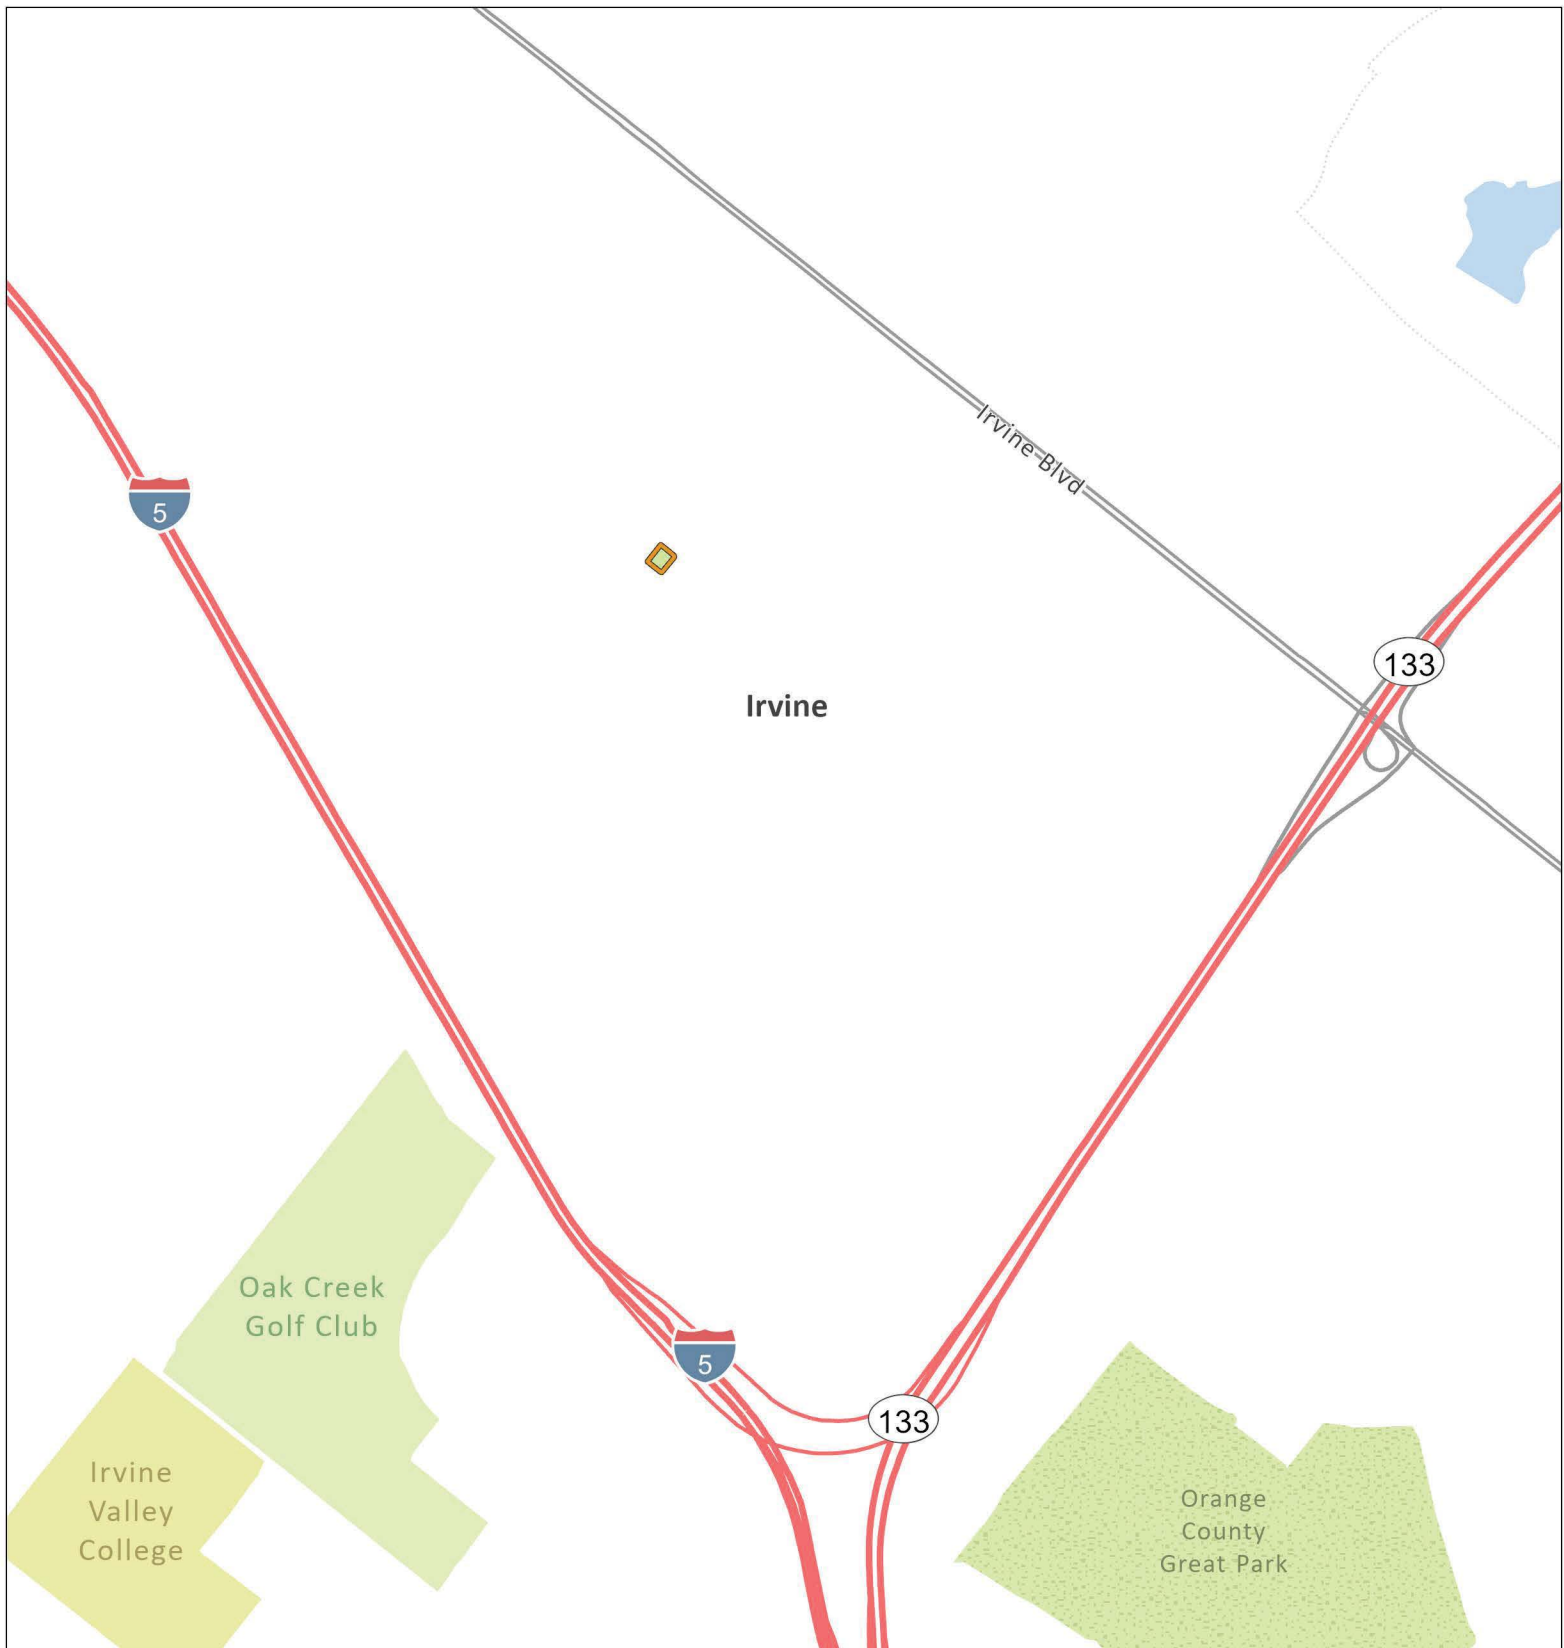 Irvine Blvd
5
133
Irvine
Oak Creek
Golf Club
5
133
Irvine
Valley
College
Orange
County
Great Park